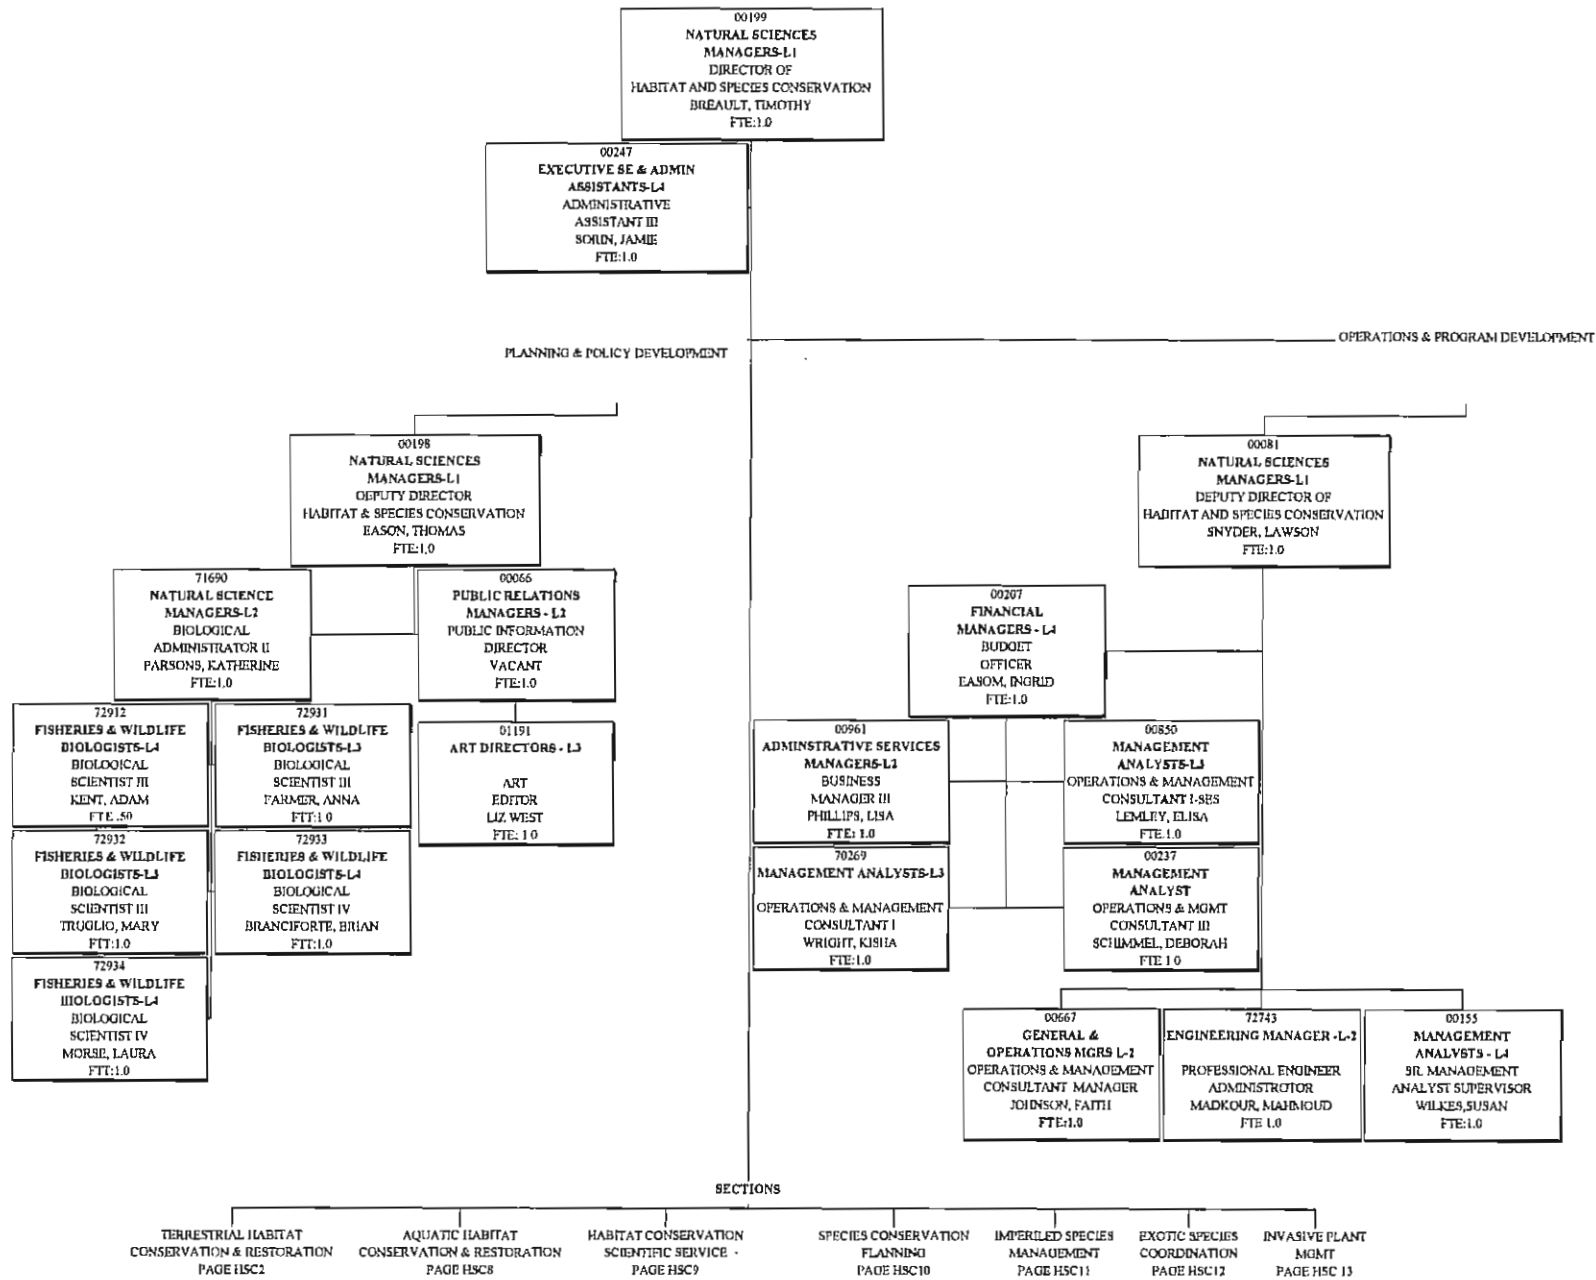 00199
NATURAL SCIENCES
MANAGERS-L1
DIRECTOR OF
HABITAT AND SPECIES CONSERVATION
BREAULT, TIMOTHY
FTE:1.0
00247
EXECUTIVE SE & ADMIN
ASSISTANTS-L4
ADMINISTRATIVE
ASSISTANT III
SORIN, JAMIE
FTE:1.0
PLANNING & POLICY DEVELOPMENT
OPERATIONS & PROGRAM DEVELOPMENT
00198
NATURAL SCIENCES
MANAGERS-L1
DEPUTY DIRECTOR
HABITAT & SPECIES CONSERVATION
EASON, THOMAS
FTE:1.0
00081
NATURAL SCIENCES
MANAGERS-L1
DEPUTY DIRECTOR OF
HABITAT AND SPECIES CONSERVATION
SNYDER, LAWSON
FTE:1.0
71690
NATURAL SCIENCE
MANAGERS-L2
BIOLOGICAL
ADMINISTRATOR II
PARSONS, KATHERINE
FTE:1.0
00066
PUBLIC RELATIONS
MANAGERS - L2
PUBLIC INFORMATION
DIRECTOR
VACANT
FTE:1.0
00207
FINANCIAL
MANAGERS - L4
BUDGET
OFFICER
EASOM, INGRID
FTE:1.0
72912
FISHERIES & WILDLIFE
BIOLOGISTS-L4
BIOLOGICAL
SCIENTIST III
KENT, ADAM
FTE .50
72931
FISHERIES & WILDLIFE
BIOLOGISTS-L3
BIOLOGICAL
SCIENTIST III
FARMER, ANNA
FTE:1 0
01191
ART DIRECTORS - L3
ART
EDITOR
LIZ WEST
FTE: 1 0
00961
ADMINSTRATIVE SERVICES
MANAGERS-L2
BUSINESS
MANAGER III
PHILLIPS, LISA
FTE: 1.0
00850
MANAGEMENT
ANALYSTS-L3
OPERATIONS & MANAGEMENT
CONSULTANT I-SES
LEMLEY, ELISA
FTE:1.0
72932
FISHERIES & WILDLIFE
BIOLOGISTS-L3
BIOLOGICAL
SCIENTIST III
TRUGLIO, MARY
FTE:1.0
72933
FISHERIES & WILDLIFE
BIOLOGISTS-L4
BIOLOGICAL
SCIENTIST IV
BRANCIFORTE, BRIAN
FTE:1.0
70269
MANAGEMENT ANALYSTS-L3
OPERATIONS & MANAGEMENT
CONSULTANT I
WRIGHT, KISHA
FTE:1.0
00237
MANAGEMENT
ANALYST
OPERATIONS & MGMT
CONSULTANT III
SCHIMMEL, DEBORAH
FTE 1 0
72934
FISHERIES & WILDLIFE
BIOLOGISTS-L4
BIOLOGICAL
SCIENTIST IV
MORSE, LAURA
FTE:1.0
00667
GENERAL &
OPERATIONS MGRS L-2
OPERATIONS & MANAGEMENT
CONSULTANT MANAGER
JOHNSON, FAITH
FTE:1.0
72743
ENGINEERING MANAGER -L-2
PROFESSIONAL ENGINEER
ADMINISTROTOR
MADKOUR, MAHMOUD
FTE 1.0
00155
MANAGEMENT
ANALYSTS - L4
SR. MANAGEMENT
ANALYST SUPERVISOR
WILKES,SUSAN
FTE:1.0
SECTIONS
TERRESTRIAL HABITAT
CONSERVATION & RESTORATION
PAGE HSC2
AQUATIC HABITAT
CONSERVATION & RESTORATION
PAGE HSC8
HABITAT CONSERVATION
SCIENTIFIC SERVICE -
PAGE HSC9
SPECIES CONSERVATION
PLANNING
PAGE HSC10
IMPERILED SPECIES
MANAGEMENT
PAGE HSC11
EXOTIC SPECIES
COORDINATION
PAGE HSC12
INVASIVE PLANT
MGMT
PAGE HSC 13